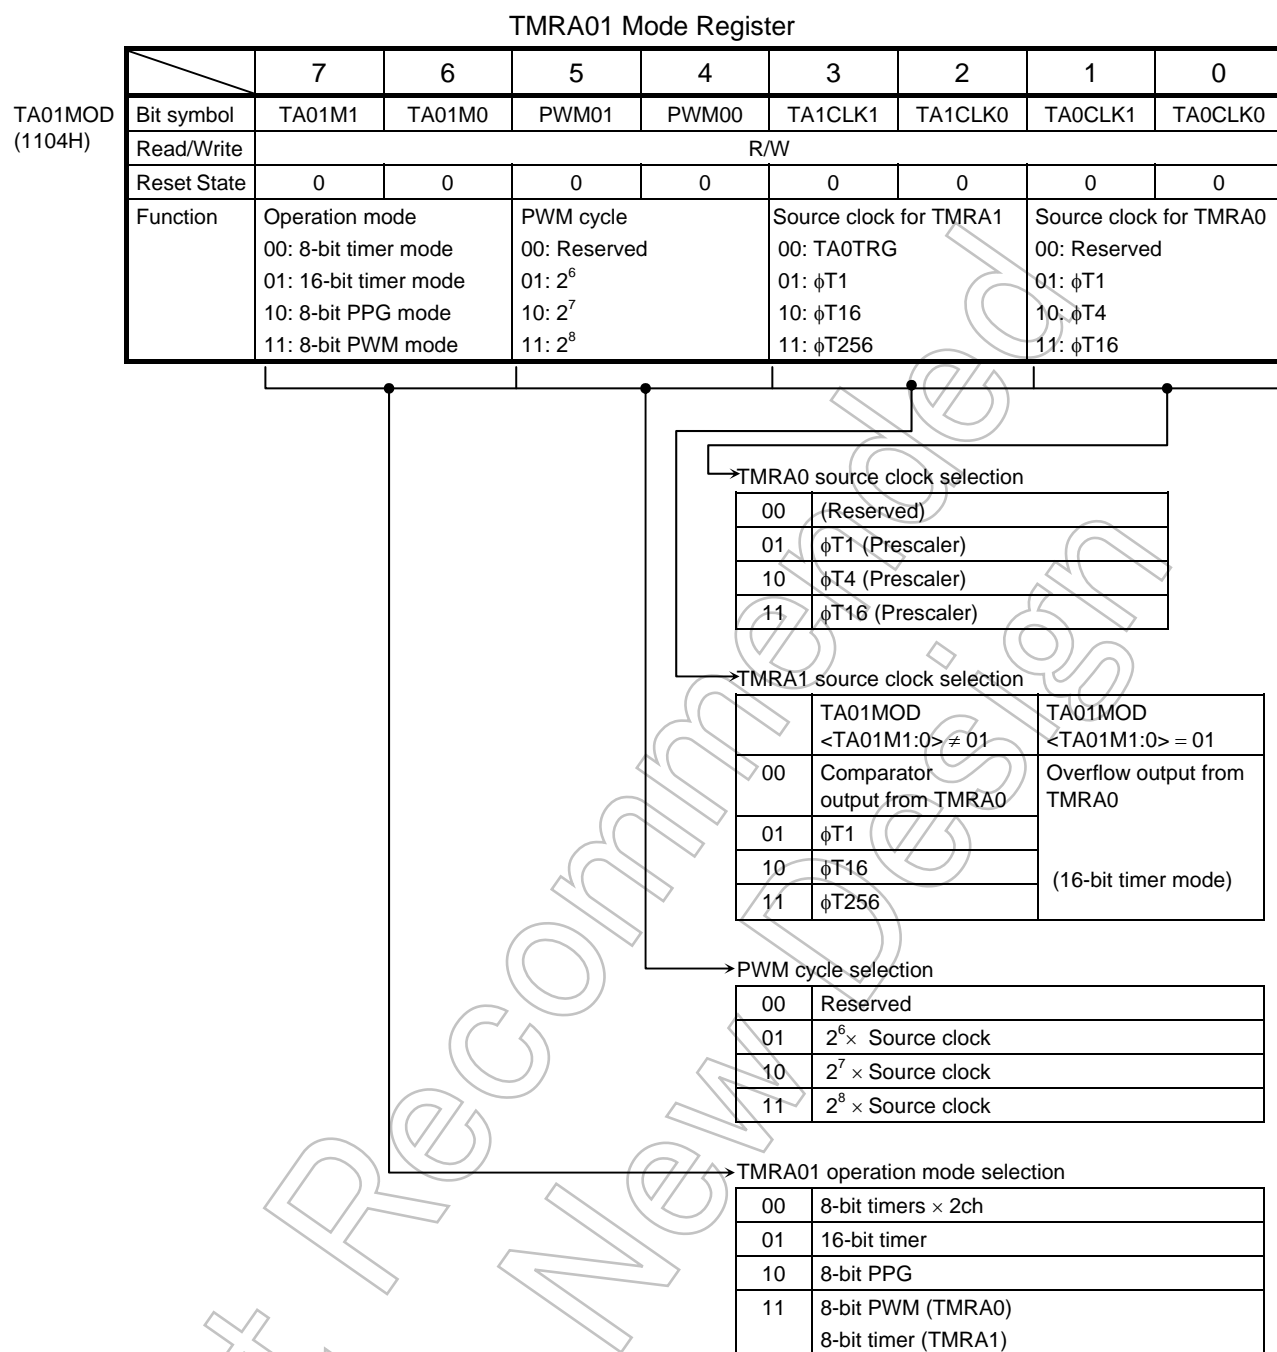 TMRA01 Mode Register
7 6 5 4 3 2 1 0
TA01MOD (1104H)
Bit symbol TA01M1 TA01M0 PWM01 PWM00 TA1CLK1 TA1CLK0 TA0CLK1 TA0CLK0
Read/Write R/W
Reset State 0 0 0 0 0 0 0 0
Function Operation mode PWM cycle Source clock for TMRA1 Source clock for TMRA0
00: 8-bit timer mode 00: Reserved 00: TA0TRG 00: Reserved
01: 16-bit timer mode 01: 2^6 01: ϕT1 01: ϕT1
10: 8-bit PPG mode 10: 2^7 10: ϕT16 10: ϕT4
11: 8-bit PWM mode 11: 2^8 11: ϕT256 11: ϕT16
TMRA0 source clock selection
00 (Reserved)
01 ϕT1 (Prescaler)
10 ϕT4 (Prescaler)
11 ϕT16 (Prescaler)
TMRA1 source clock selection
TA01MOD TA01MOD
<TA01M1:0> ≠ 01 <TA01M1:0> = 01
00 Comparator Overflow output from
output from TMRA0 TMRA0
01 ϕT1
10 ϕT16 (16-bit timer mode)
11 ϕT256
PWM cycle selection
00 Reserved
01 2^6× Source clock
10 2^7 × Source clock
11 2^8 × Source clock
TMRA01 operation mode selection
00 8-bit timers × 2ch
01 16-bit timer
10 8-bit PPG
11 8-bit PWM (TMRA0)
8-bit timer (TMRA1)
t Recommended
New Design